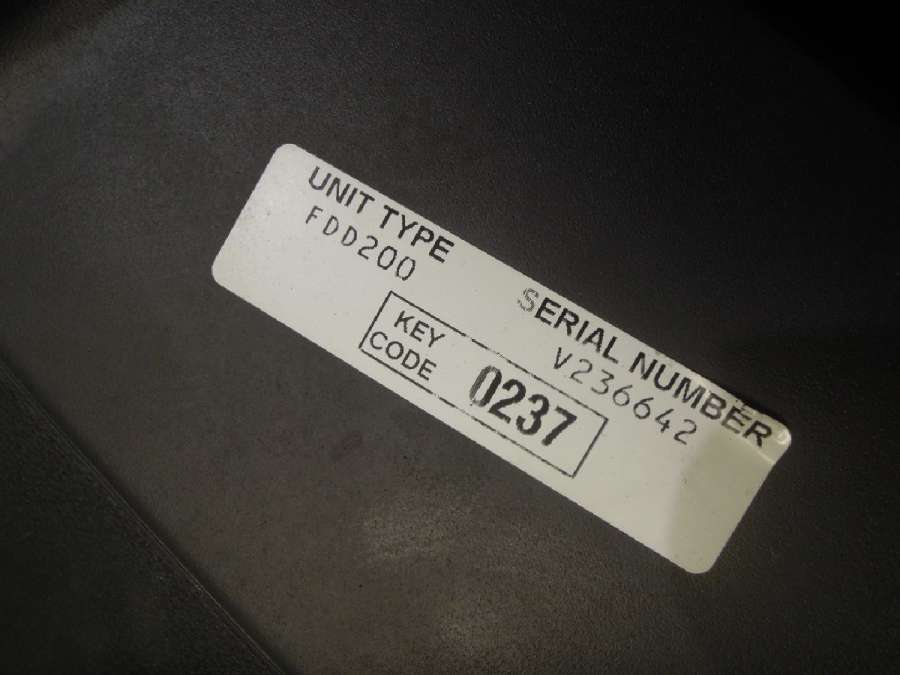 UNIT TYPE
FDD200
SERIAL NUMBER
V236642
KEY
CODE
0237